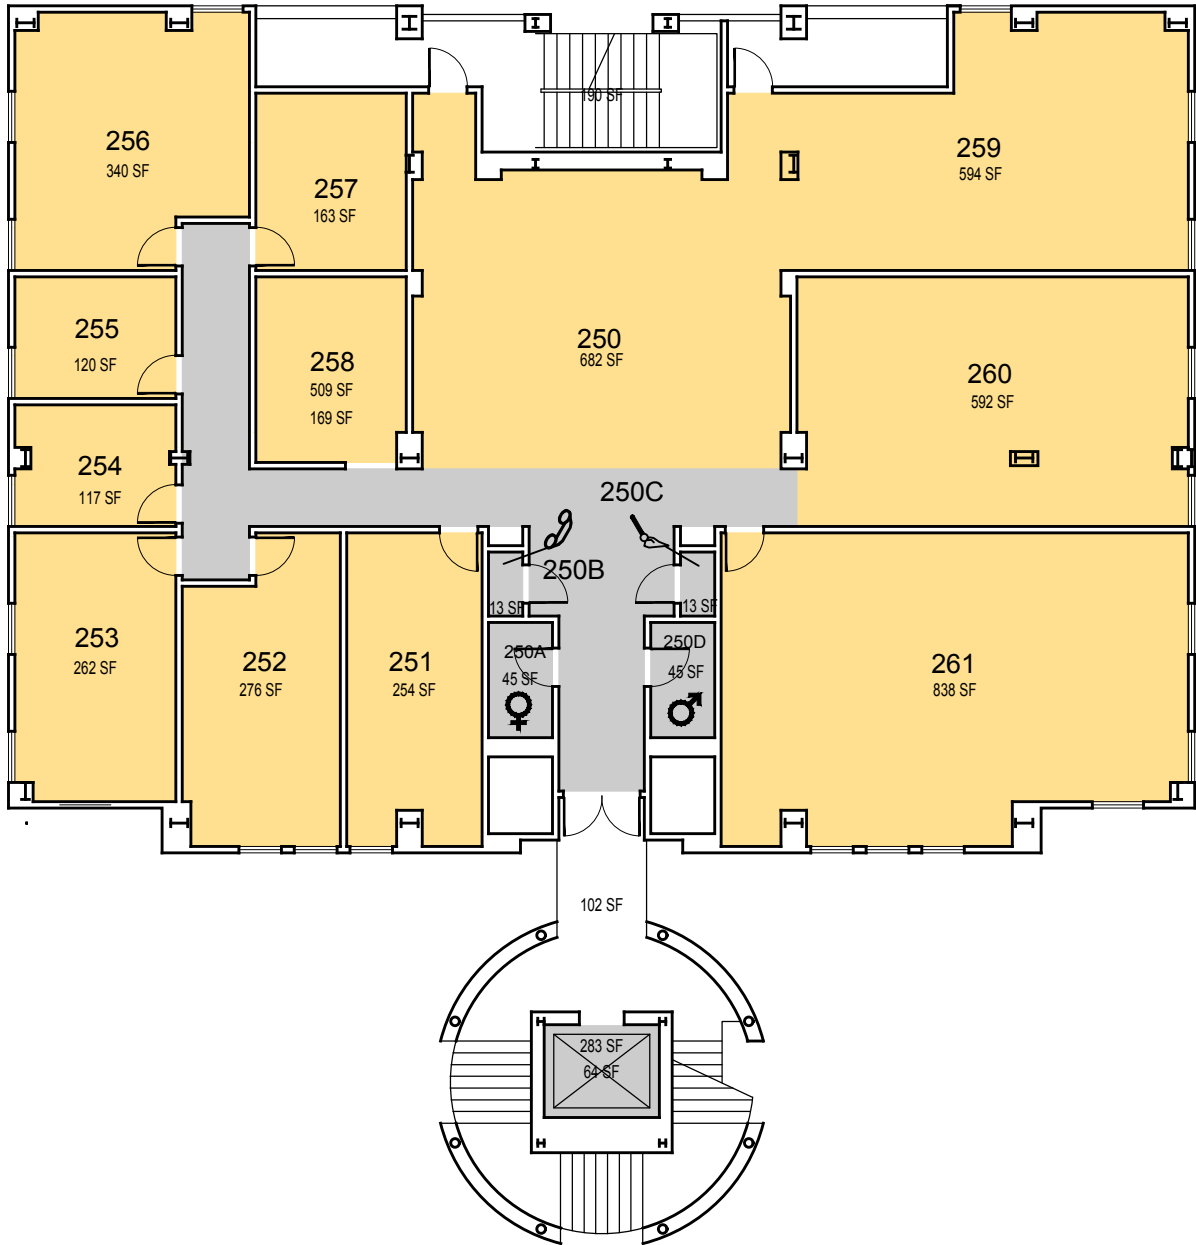 190 SF
256
340 SF
257
163 SF
259
594 SF
255
120 SF
258
509 SF
169 SF
250
682 SF
260
592 SF
254
117 SF
250C
250B
13 SF
13 SF
253
262 SF
252
276 SF
251
254 SF
250A
45 SF
250D
45 SF
261
838 SF
102 SF
283 SF
64 SF